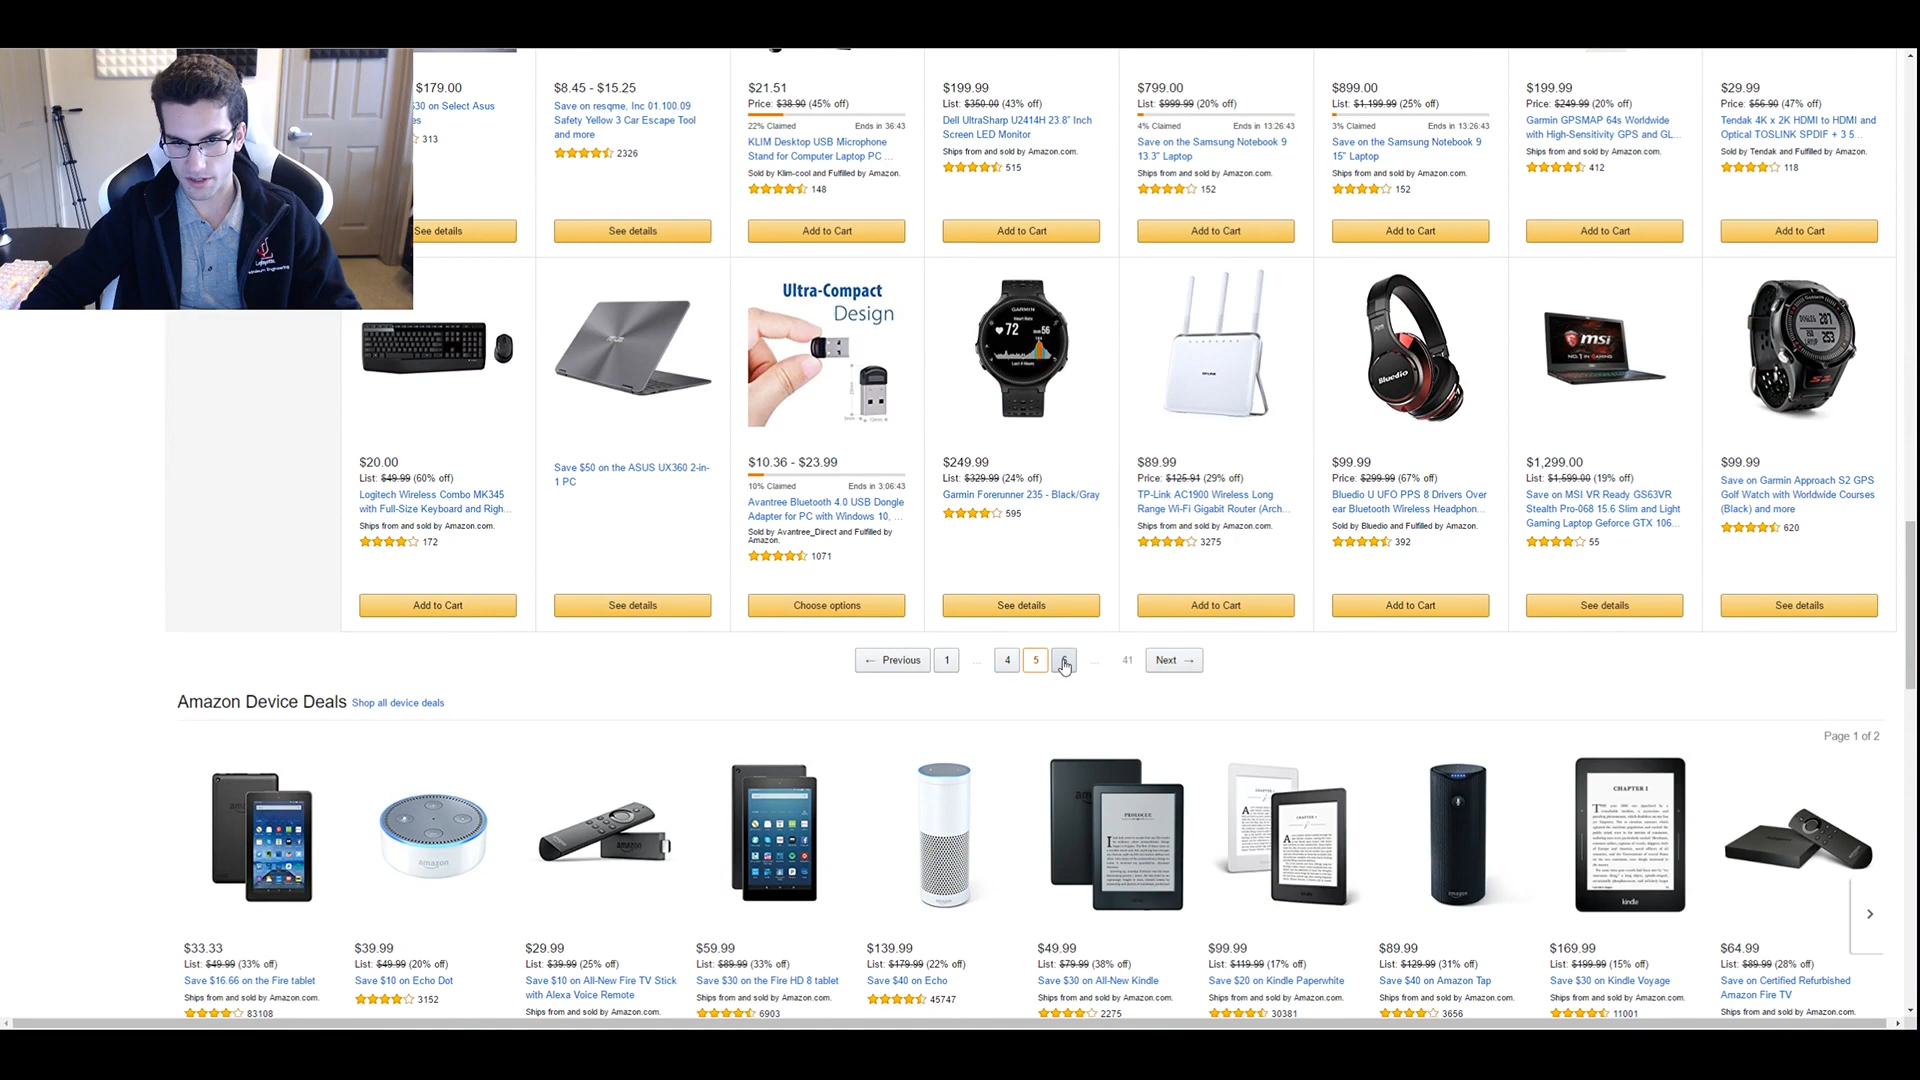 $179.00
$30 on Select Asus
es
313
See details
$8.45 - $15.25
Save on resqme, Inc 01.100.09
Safety Yellow 3 Car Escape Tool
and more
2326
See details
$21.51
Price: $38.90 (45% off)
22% Claimed Ends in 36:43
KLIM Desktop USB Microphone
Stand for Computer Laptop PC ...
Sold by Klim-cool and Fulfilled by Amazon.
148
Add to Cart
$199.99
List: $350.00 (43% off)
Dell UltraSharp U2414H 23.8" Inch
Screen LED Monitor
Ships from and sold by Amazon.com.
515
Add to Cart
$799.00
List: $999.99 (20% off)
4% Claimed Ends in 13:26:43
Save on the Samsung Notebook 9
13.3" Laptop
Ships from and sold by Amazon.com.
152
Add to Cart
$899.00
List: $1,199.99 (25% off)
3% Claimed Ends in 13:26:43
Save on the Samsung Notebook 9
15" Laptop
Ships from and sold by Amazon.com.
152
Add to Cart
$199.99
Price: $249.99 (20% off)
Garmin GPSMAP 64s Worldwide
with High-Sensitivity GPS and GL...
Ships from and sold by Amazon.com.
412
Add to Cart
$29.99
Price: $56.90 (47% off)
Tendak 4K x 2K HDMI to HDMI and
Optical TOSLINK SPDIF + 3 5...
Sold by Tendak and Fulfilled by Amazon.
118
Add to Cart
Lafayette
$20.00
List: $49.99 (60% off)
Logitech Wireless Combo MK345
with Full-Size Keyboard and Righ...
Ships from and sold by Amazon.com.
172
Add to Cart
Save $50 on the ASUS UX360 2-in-
1 PC
See details
Ultra-Compact
Design
$10.36 - $23.99
10% Claimed Ends in 3:06:43
Avantree Bluetooth 4.0 USB Dongle
Adapter for PC with Windows 10, ...
Sold by Avantree_Direct and Fulfilled by
Amazon.
1071
Choose options
GARMIN
72
$249.99
List: $329.99 (24% off)
Garmin Forerunner 235 - Black/Gray
595
See details
$89.99
Price: $125.91 (29% off)
TP-Link AC1900 Wireless Long
Range Wi-Fi Gigabit Router (Arch...
Ships from and sold by Amazon.com.
3275
Add to Cart
Bluedio
$99.99
Price: $299.99 (67% off)
Bluedio U UFO PPS 8 Drivers Over
ear Bluetooth Wireless Headphon...
Sold by Bluedio and Fulfilled by Amazon.
392
Add to Cart
msi
$1,299.00
List: $1,599.00 (19% off)
Save on MSI VR Ready GS63VR
Stealth Pro-068 15.6 Slim and Light
Gaming Laptop Geforce GTX 106...
55
See details
287
253
$99.99
Save on Garmin Approach S2 GPS
Golf Watch with Worldwide Courses
(Black) and more
620
See details
← Previous 1 ... 4 5 6 ... 41 Next →
Amazon Device Deals Shop all device deals
Page 1 of 2
amazon
PROLOGUE
CHAPTER I
kindle
$33.33
List: $49.99 (33% off)
Save $16.66 on the Fire tablet
Ships from and sold by Amazon.com.
83108
$39.99
List: $49.99 (20% off)
Save $10 on Echo Dot
3152
$29.99
List: $39.99 (25% off)
Save $10 on All-New Fire TV Stick
with Alexa Voice Remote
Ships from and sold by Amazon.com.
$59.99
List: $89.99 (33% off)
Save $30 on the Fire HD 8 tablet
Ships from and sold by Amazon.com.
6903
$139.99
List: $179.99 (22% off)
Save $40 on Echo
45747
$49.99
List: $79.99 (38% off)
Save $30 on All-New Kindle
Ships from and sold by Amazon.com.
2275
$99.99
List: $119.99 (17% off)
Save $20 on Kindle Paperwhite
Ships from and sold by Amazon.com.
30381
$89.99
List: $129.99 (31% off)
Save $40 on Amazon Tap
Ships from and sold by Amazon.com.
3656
$169.99
List: $199.99 (15% off)
Save $30 on Kindle Voyage
Ships from and sold by Amazon.com.
11001
$64.99
List: $89.99 (28% off)
Save on Certified Refurbished
Amazon Fire TV
Ships from and sold by Amazon.com.